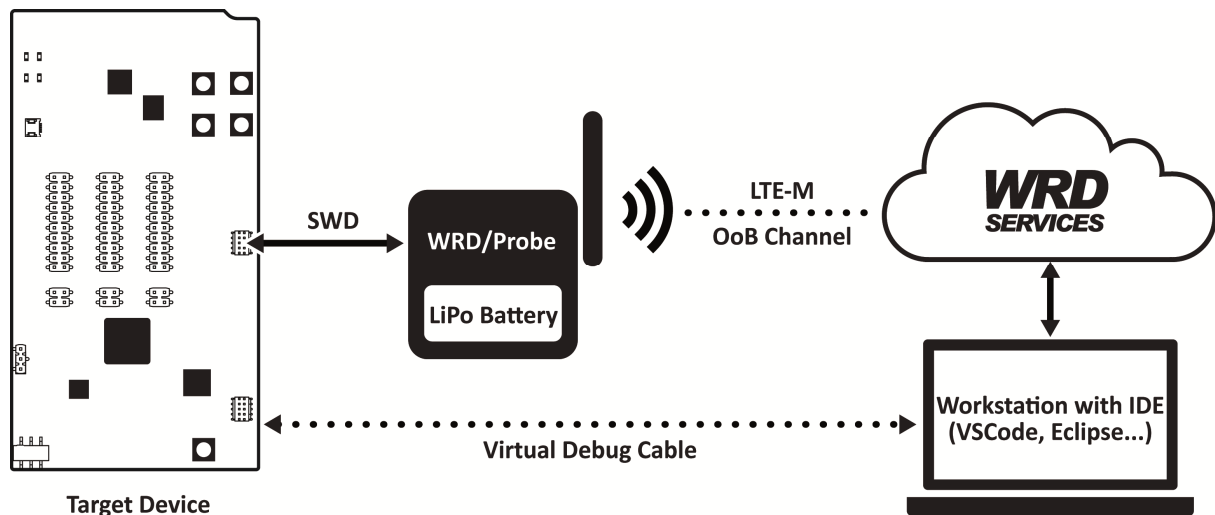 SWD
WRD/Probe
LiPo Battery
LTE-M
OoB Channel
WRD
SERVICES
Workstation with IDE
(VSCode, Eclipse...)
Virtual Debug Cable
Target Device